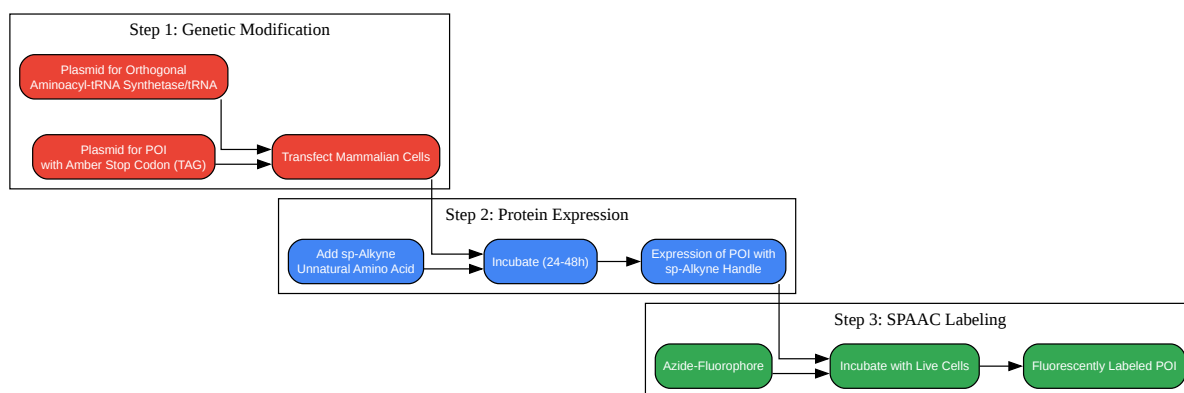 Step 1: Genetic Modification
Plasmid for Orthogonal
Aminoacyl-tRNA Synthetase/tRNA
Plasmid for POI
with Amber Stop Codon (TAG)
Transfect Mammalian Cells
Step 2: Protein Expression
Add sp-Alkyne
Unnatural Amino Acid
Incubate (24-48h)
Expression of POI with
sp-Alkyne Handle
Step 3: SPAAC Labeling
Azide-Fluorophore
Incubate with Live Cells
Fluorescently Labeled POI